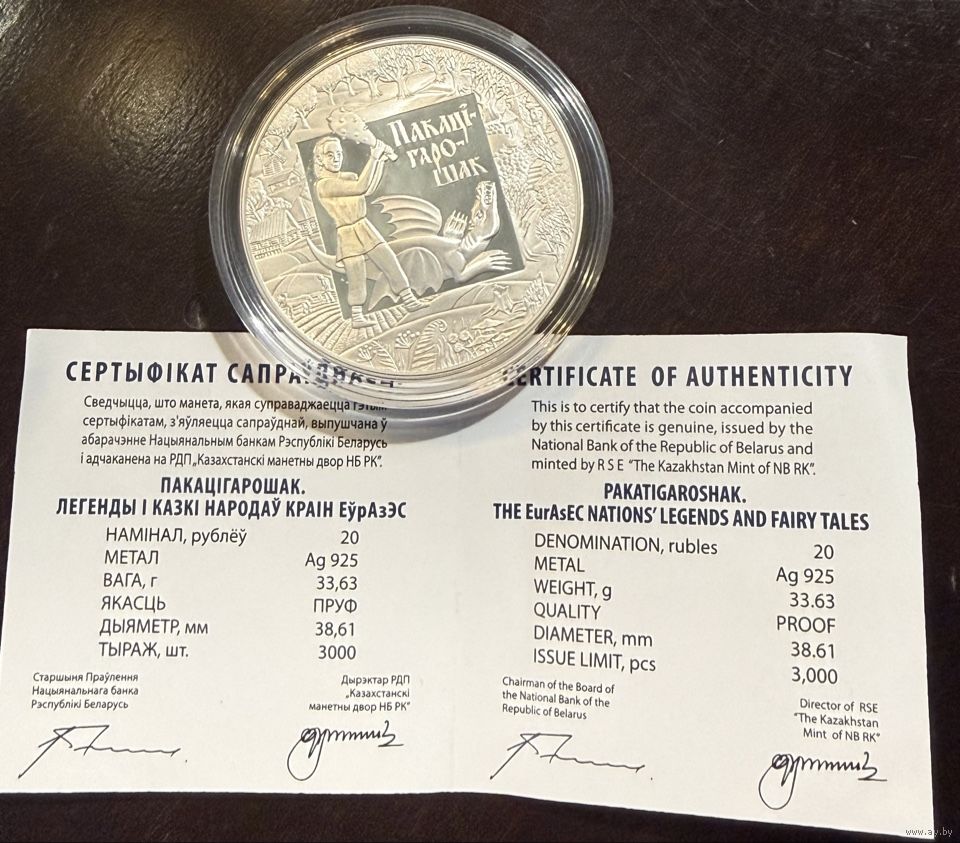 Пакаці-
гаро-
шак
СЕРТЫФІКАТ
Сведчыцца, што манета, якая суправаджаецца гэтым
сертыфікатам, з'яўляецца сапраўднай, выпушчана ў
абарачэнне Нацыянальным банкам Рэспублікі Беларусь
і адчаканена на РДП „Казахстанскі манетны двор НБ РК".
ПАКАЦІГАРОШАК.
ЛЕГЕНДЫ І КАЗКІ НАРОДАЎ КРАІН ЕўрАзЭС
НАМІНАЛ, рублёў 20
МЕТАЛ Ag 925
ВАГА, г 33,63
ЯКАСЦЬ ПРУФ
ДЫЯМЕТР, мм 38,61
ТЫРАЖ, шт. 3000
Старшыня Праўлення
Нацыянальнага банка
Рэспублікі Беларусь
Дырэктар РДП
„Казахстанскі
манетны двор НБ РК"
CERTIFICATE OF AUTHENTICITY
This is to certify that the coin accompanied
by this certificate is genuine, issued by the
National Bank of the Republic of Belarus and
minted by R S E "The Kazakhstan Mint of NB RK".
PAKATIGAROSHAK.
THE EurAsEC NATIONS' LEGENDS AND FAIRY TALES
DENOMINATION, rubles 20
METAL Ag 925
WEIGHT, g 33.63
QUALITY PROOF
DIAMETER, mm 38.61
ISSUE LIMIT, pcs 3,000
Chairman of the Board of
the National Bank of the
Republic of Belarus
Director of RSE
"The Kazakhstan
Mint of NB RK"
www.ay.by